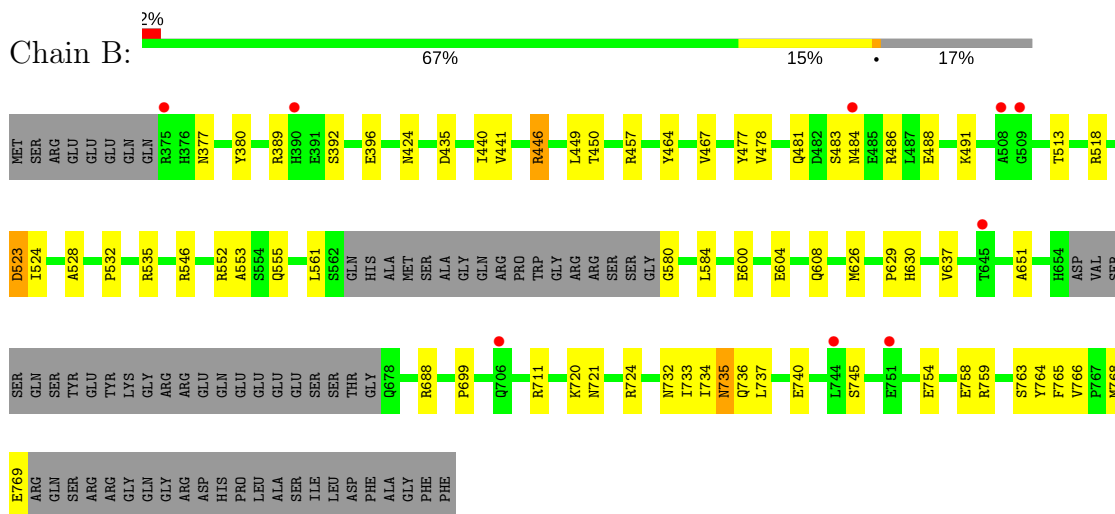 2%
Chain B:
67% 15% • 17%
MET SER ARG GLU GLU GLU GLN GLN R375 H376 N377 Y380 R389 H390 E391 S392 E396 N424 D435 I440 V441 R446 L449 T450 R457 Y464 V467 Y477 V478 Q481 D482 S483 N484 E485 R486 L487 E488 K491 A508 G509 T513 R518
D523 I524 A528 P532 R535 R546 R552 A553 S554 Q555 L561 S562 GLN HIS ALA MET SER ALA GLY GLN ARG PRO TRP GLY ARG ARG SER SER GLY G580 L584 E600 E604 Q608 M626 P629 H630 V637 T645 A651 H654 ASP VAL SER
SER GLN SER TYR GLU TYR LYS GLY ARG ARG GLU GLN GLU GLU GLU SER SER THR GLY Q678 R688 P699 Q706 R711 K720 N721 R724 N732 I733 I734 N735 Q736 L737 E740 L744 S745 E751 E754 E758 R759 S763 Y764 F765 V766 P767 M768
E769 ARG GLN SER ARG ARG GLY GLN GLY ARG ASP HIS PRO LEU ALA SER ILE LEU ASP PHE ALA GLY PHE PHE